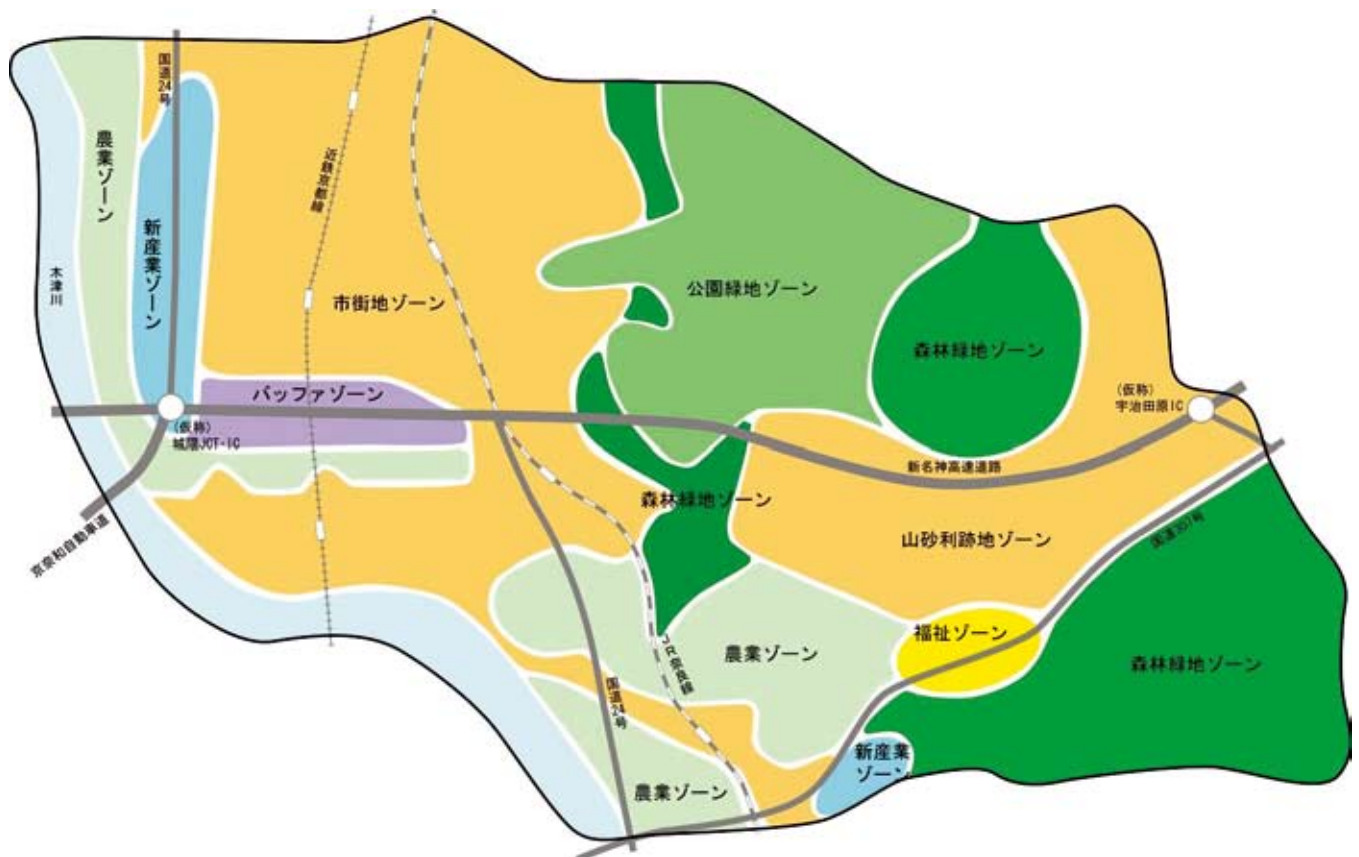 国道24号
農業ゾーン
近鉄京都線
新産業ゾーン
木津川
市街地ゾーン
公園緑地ゾーン
森林緑地ゾーン
バッファゾーン
(仮称)
宇治田原IC
(仮称)
城陽JCT・IC
新名神高速道路
森林緑地ゾーン
山砂利跡地ゾーン
国道307号
京奈和自動車道
福祉ゾーン
農業ゾーン
JR奈良線
森林緑地ゾーン
国道24号
新産業
ゾーン
農業ゾーン